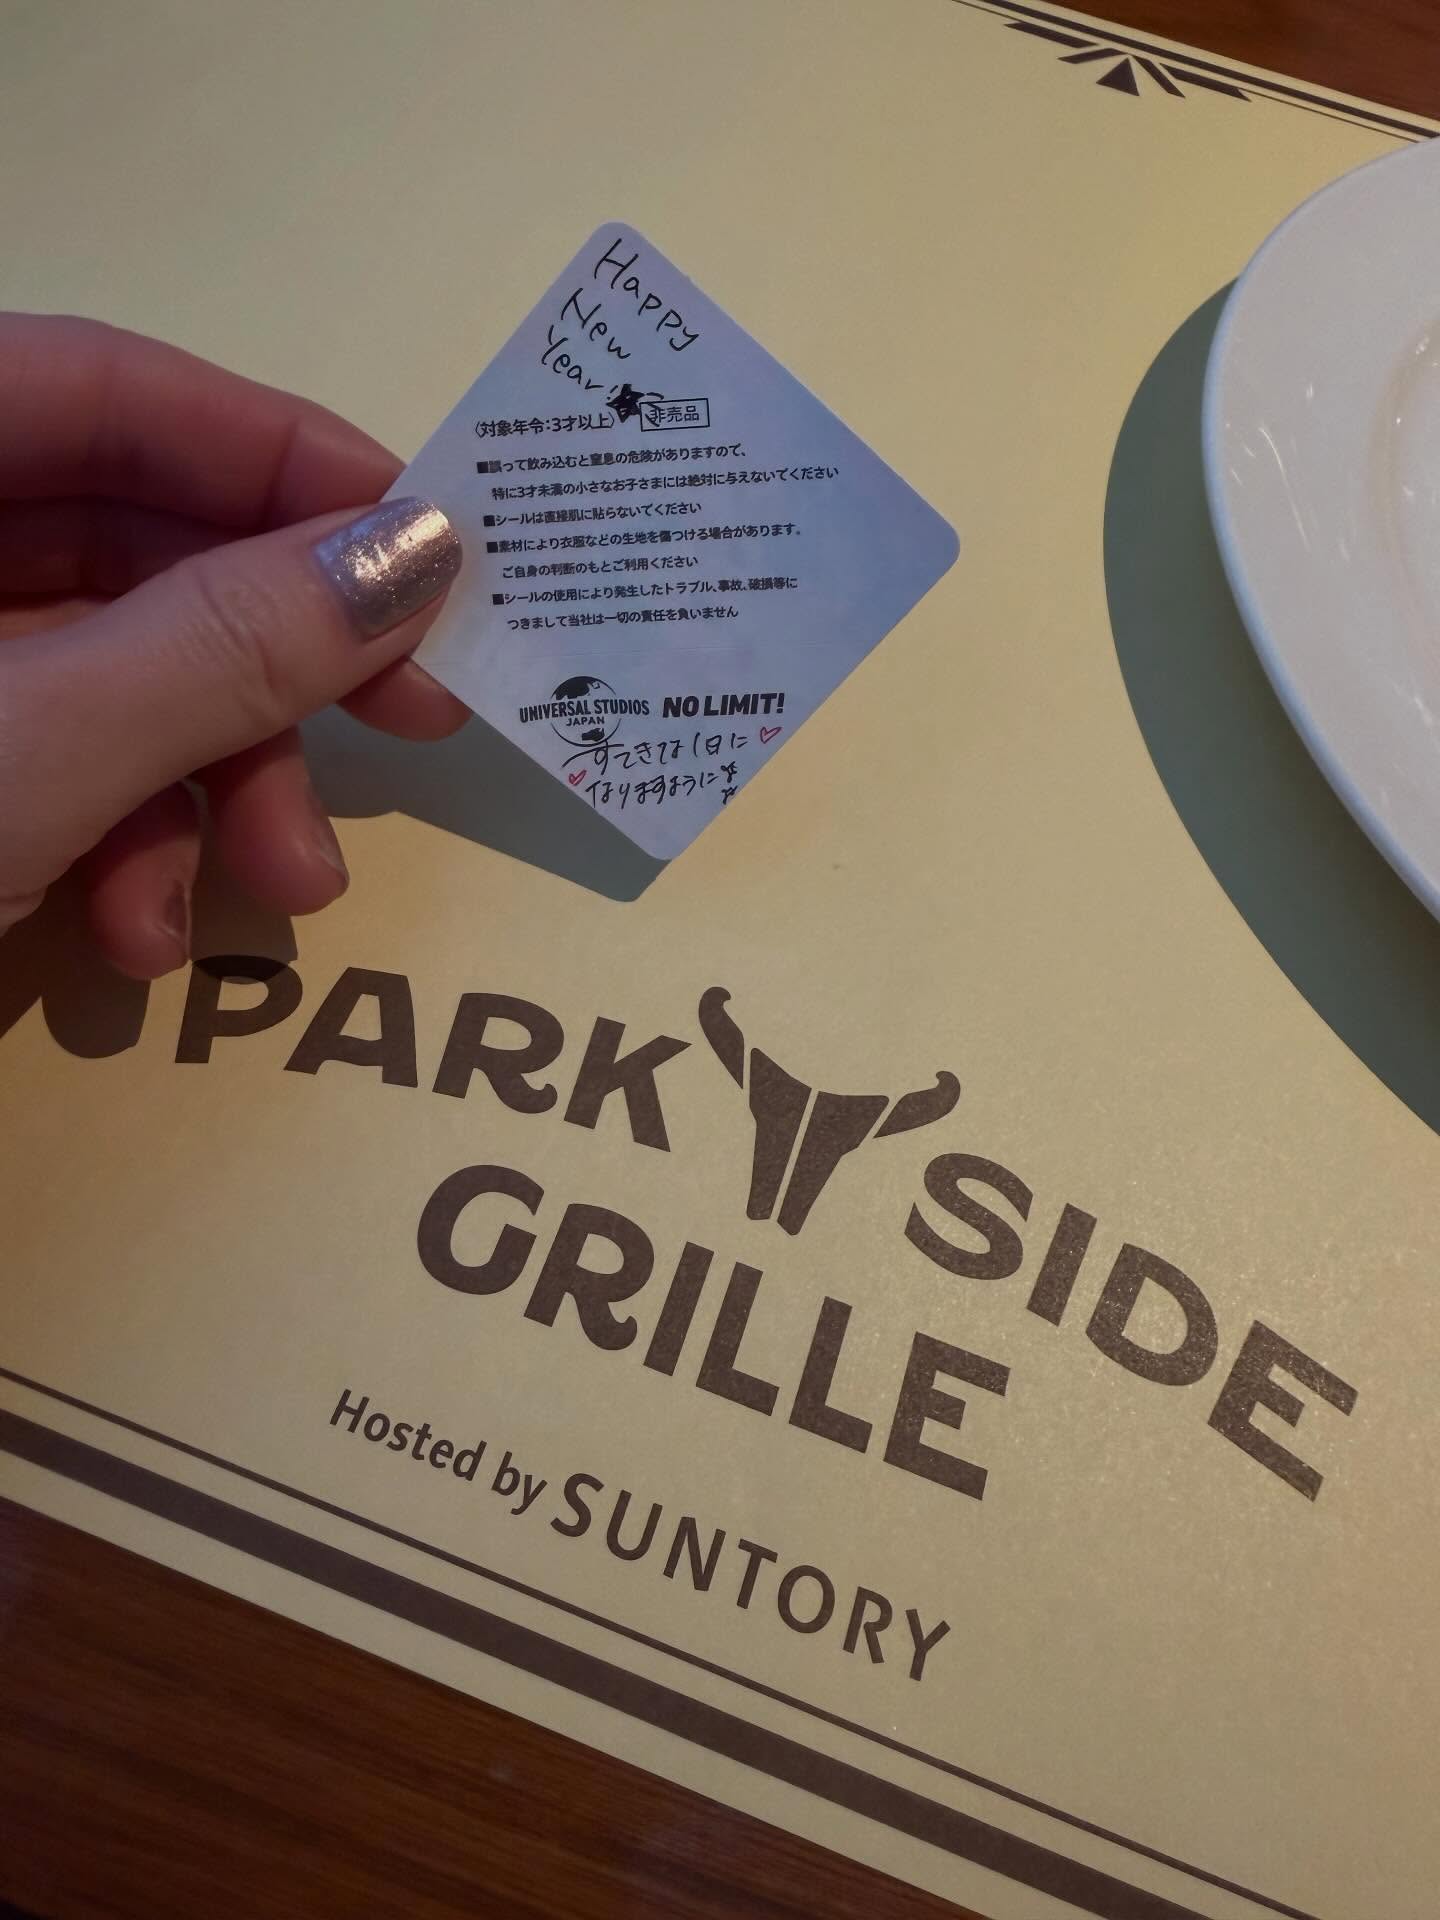 Happy
New
Year!
〈対象年令:3才以上〉 非売品
■誤って飲み込むと窒息の危険がありますので、
特に3才未満の小さなお子さまには絶対に与えないでください
■シールは直接肌に貼らないでください
■素材により衣服などの生地を傷つける場合があります。
ご自身の判断のもとご利用ください
■シールの使用により発生したトラブル、事故、破損等に
つきまして当社は一切の責任を負いません
UNIVERSAL STUDIOS
JAPAN
NO LIMIT!
すてきな1日に
なりますように
PARK SIDE
GRILLE
Hosted by SUNTORY